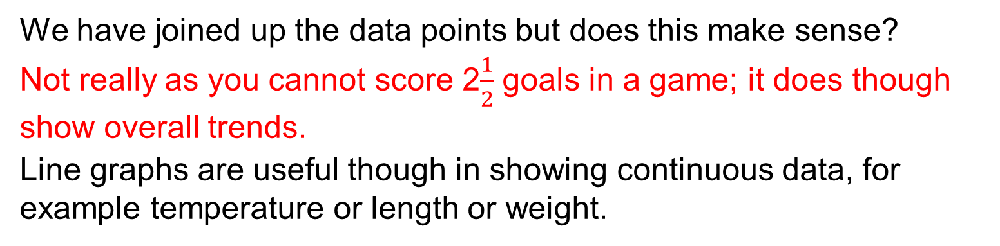 We have joined up the data points but does this make sense?
Not really as you cannot score 2 1/2 goals in a game; it does though
show overall trends.
Line graphs are useful though in showing continuous data, for
example temperature or length or weight.